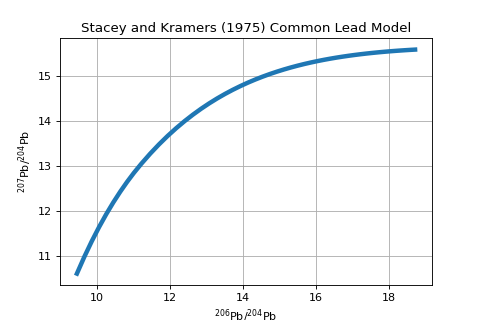 Stacey and Kramers (1975) Common Lead Model
15
14
13
12
11
²⁰⁷Pb/²⁰⁴Pb
10 12 14 16 18
²⁰⁶Pb/²⁰⁴Pb